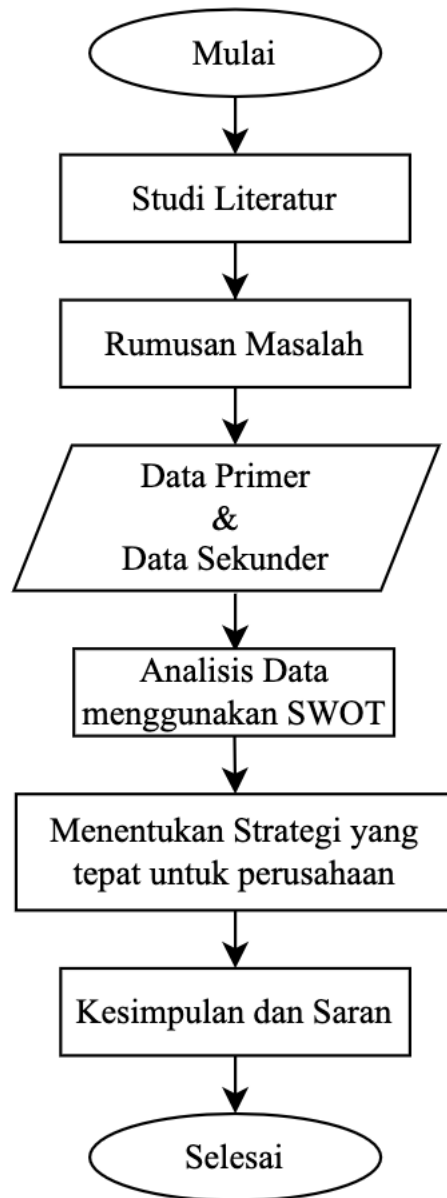 Mulai
Studi Literatur
Rumusan Masalah
Data Primer
&
Data Sekunder
Analisis Data
menggunakan SWOT
Menentukan Strategi yang
tepat untuk perusahaan
Kesimpulan dan Saran
Selesai